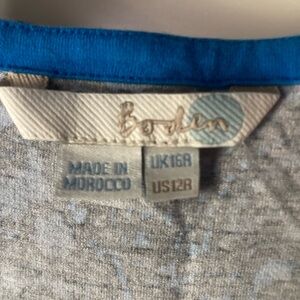 Boden
MADE IN
MOROCCO
UK16R
US12R